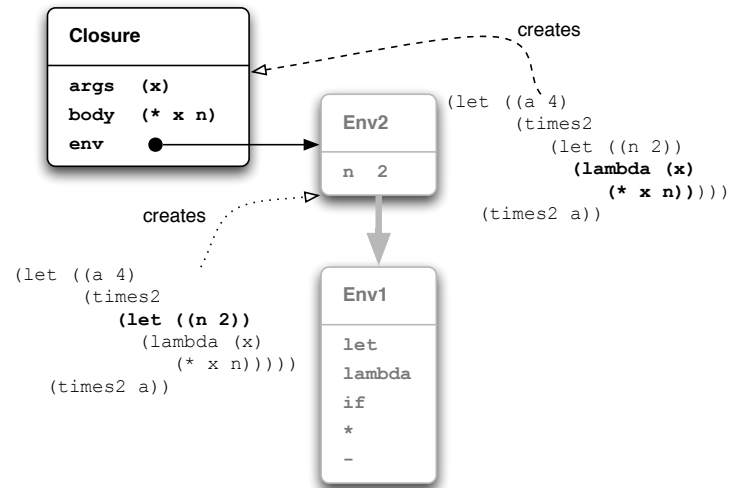 Closure
args (x)
body (* x n)
env
creates
(let ((a 4)
(times2
(let ((n 2))
(lambda (x)
(* x n)))))
(times2 a))
Env2
n 2
creates
(let ((a 4)
(times2
(let ((n 2))
(lambda (x)
(* x n)))))
(times2 a))
Env1
let
lambda
if
*
-